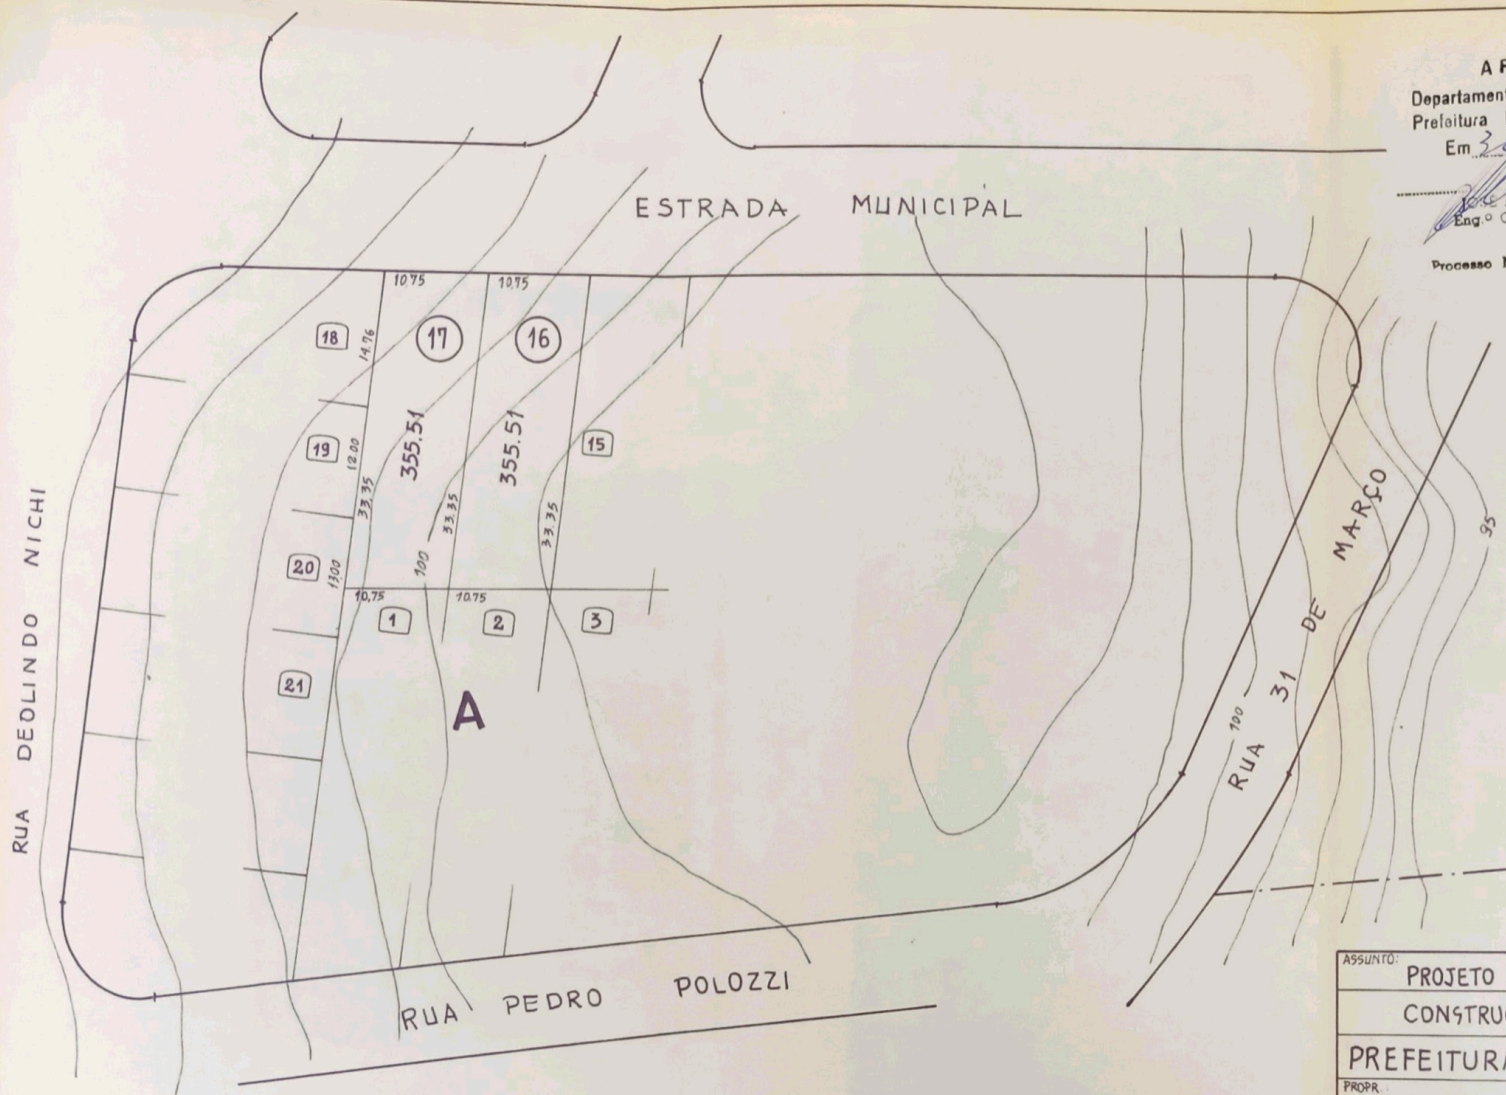 A
Departamen
Prefeitura
Em
Eng.º
Processo
ESTRADA MUNICIPAL
10,75
10,75
18
14.76
17
16
355.51
355.51
19
12.00
15
33.35
33.35
33.35
20
13.00
100
10,75
10.75
1
2
3
21
A
RUA DEOLINDO NICHI
RUA PEDRO POLOZZI
RUA 31 DE MARÇO
100
95
ASSUNTO:
PROJETO
CONSTRU
PREFEITURA
PROPR.